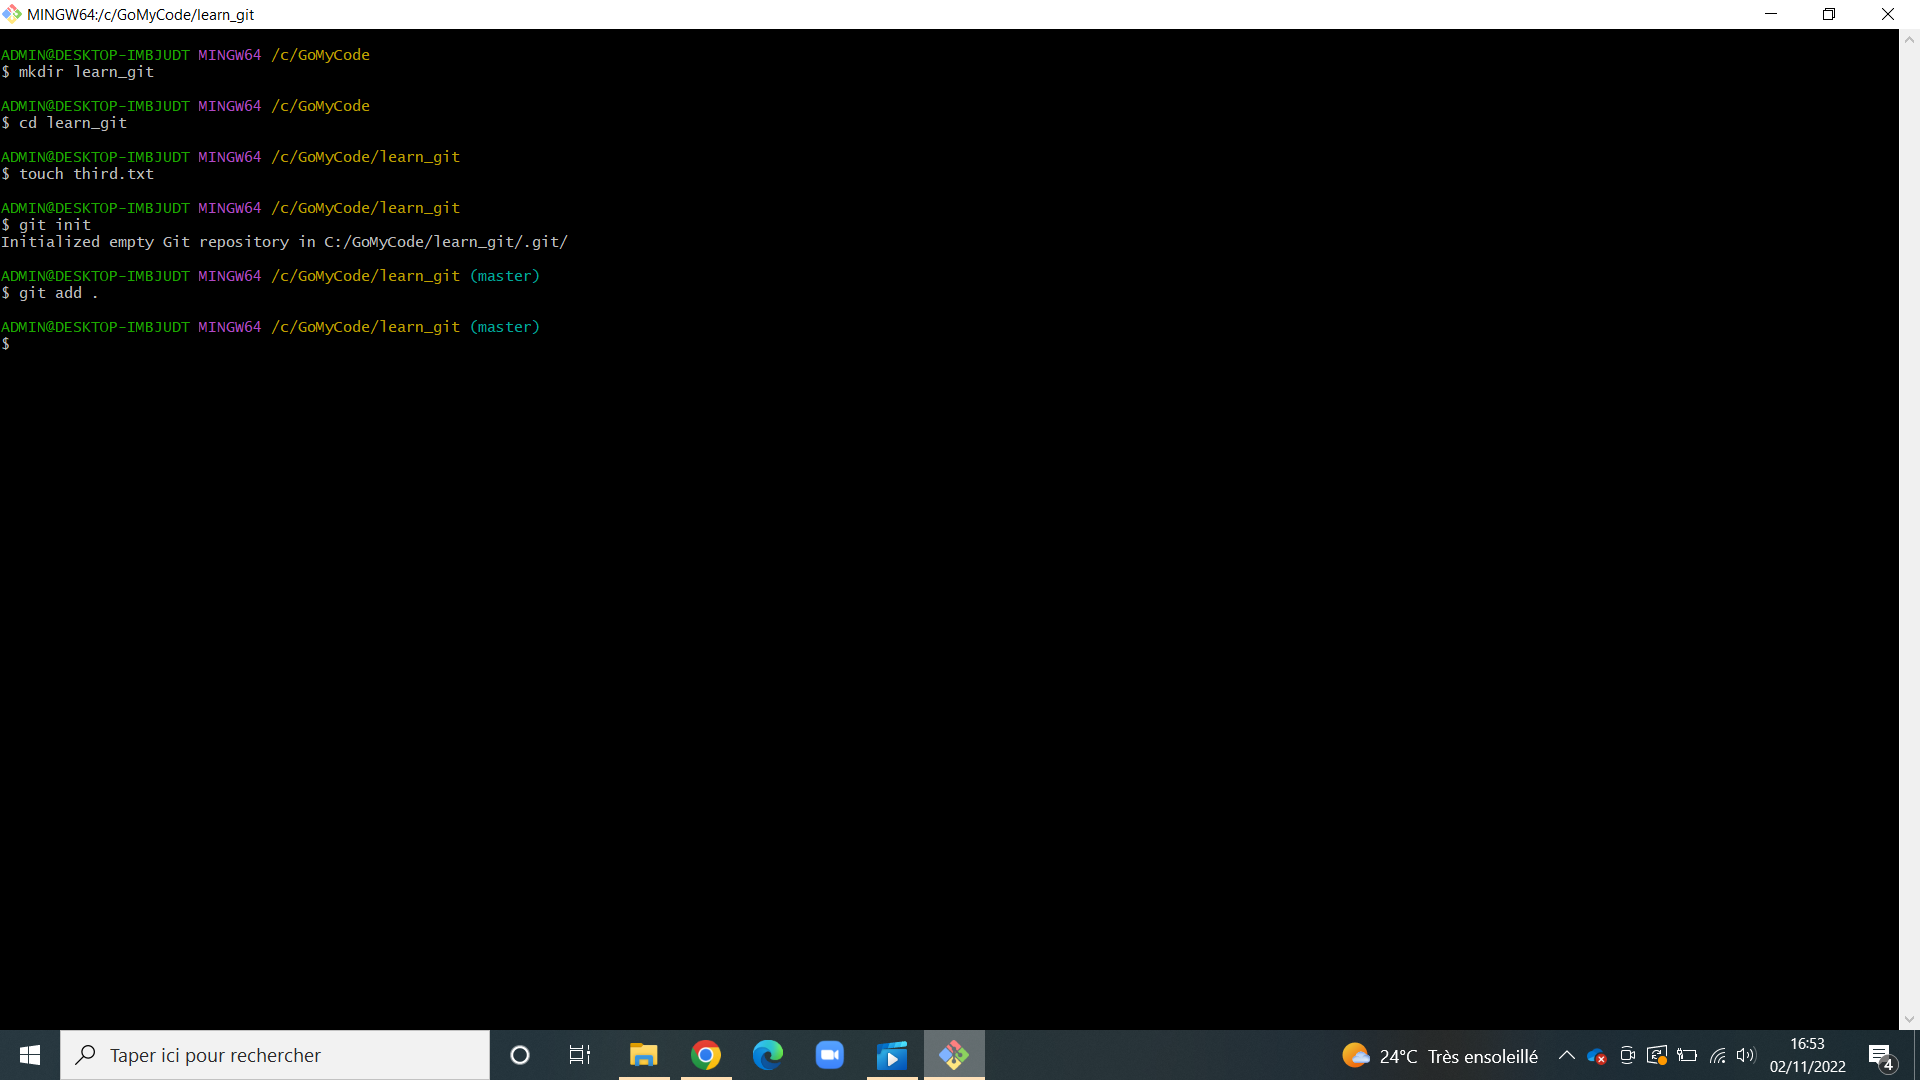 MINGW64:/c/GoMyCode/learn_git
ADMIN@DESKTOP-IMBJUDT MINGW64 /c/GoMyCode
$ mkdir learn_git
ADMIN@DESKTOP-IMBJUDT MINGW64 /c/GoMyCode
$ cd learn_git
ADMIN@DESKTOP-IMBJUDT MINGW64 /c/GoMyCode/learn_git
$ touch third.txt
ADMIN@DESKTOP-IMBJUDT MINGW64 /c/GoMyCode/learn_git
$ git init
Initialized empty Git repository in C:/GoMyCode/learn_git/.git/
ADMIN@DESKTOP-IMBJUDT MINGW64 /c/GoMyCode/learn_git (master)
$ git add .
ADMIN@DESKTOP-IMBJUDT MINGW64 /c/GoMyCode/learn_git (master)
$
Taper ici pour rechercher
24°C Très ensoleillé
16:53
02/11/2022
4